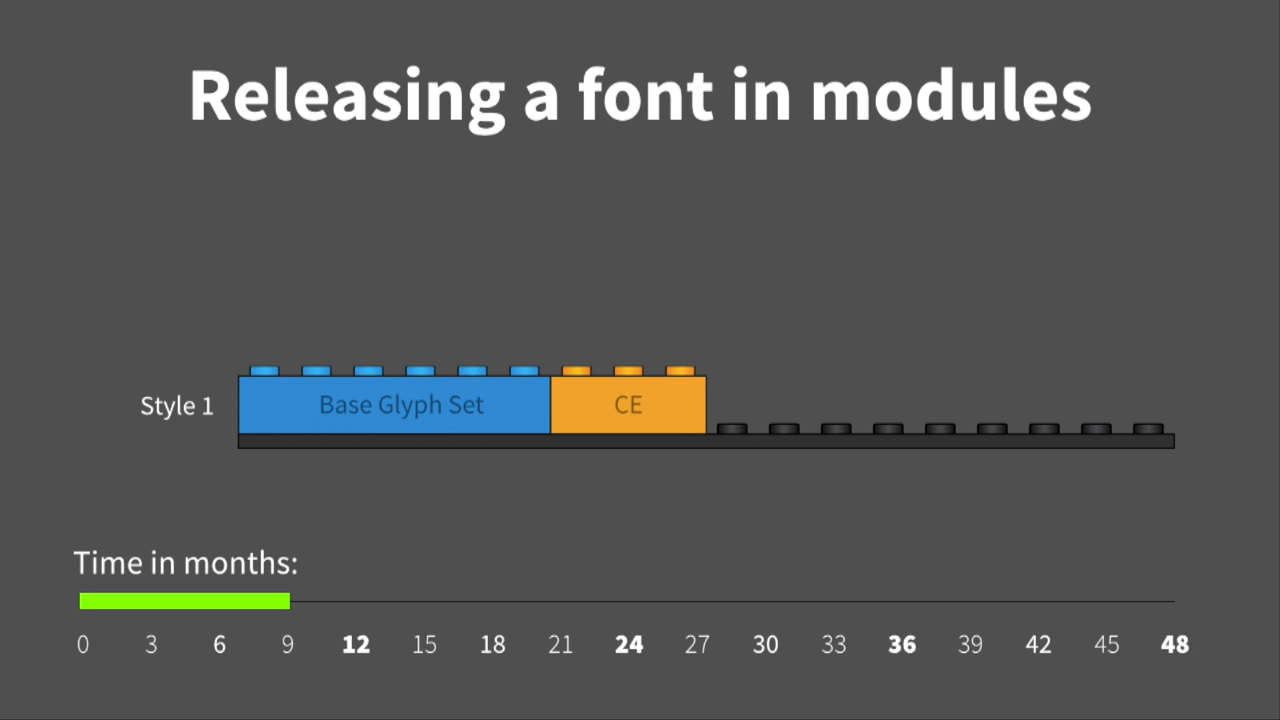 Releasing a font in modules
Style 1
Base Glyph Set
CE
Time in months:
0 3 6 9 12 15 18 21 24 27 30 33 36 39 42 45 48